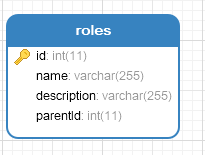 roles
id: int(11)
name: varchar(255)
description: varchar(255)
parentId: int(11)